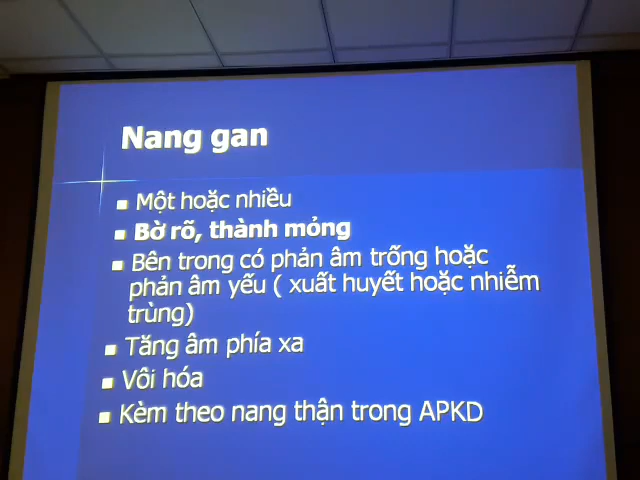 Nang gan
Một hoặc nhiều
Bờ rõ, thành mỏng
Bên trong có phản âm trống hoặc
phản âm yếu ( xuất huyết hoặc nhiễm
trùng)
Tăng âm phía xa
Vôi hóa
Kèm theo nang thận trong APKD